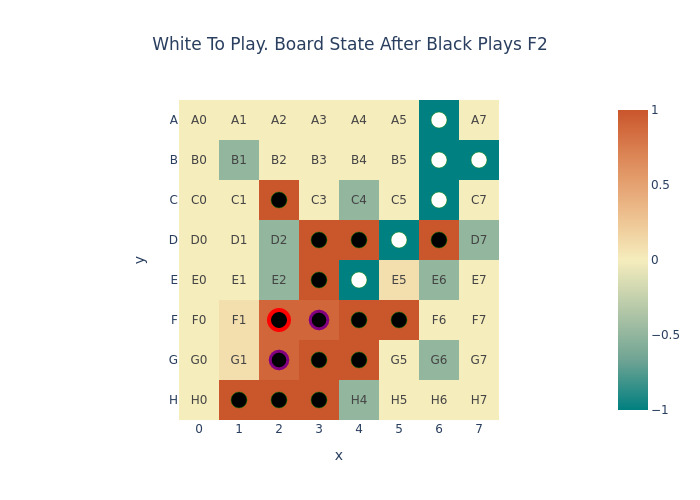 White To Play. Board State After Black Plays F2
A A0 A1 A2 A3 A4 A5 A7
B B0 B1 B2 B3 B4 B5
C C0 C1 C3 C4 C5 C7
D D0 D1 D2 D7
E E0 E1 E2 E5 E6 E7
F F0 F1 F6 F7
G G0 G1 G5 G6 G7
H H0 H4 H5 H6 H7
0 1 2 3 4 5 6 7
x
y
1
0.5
0
−0.5
−1